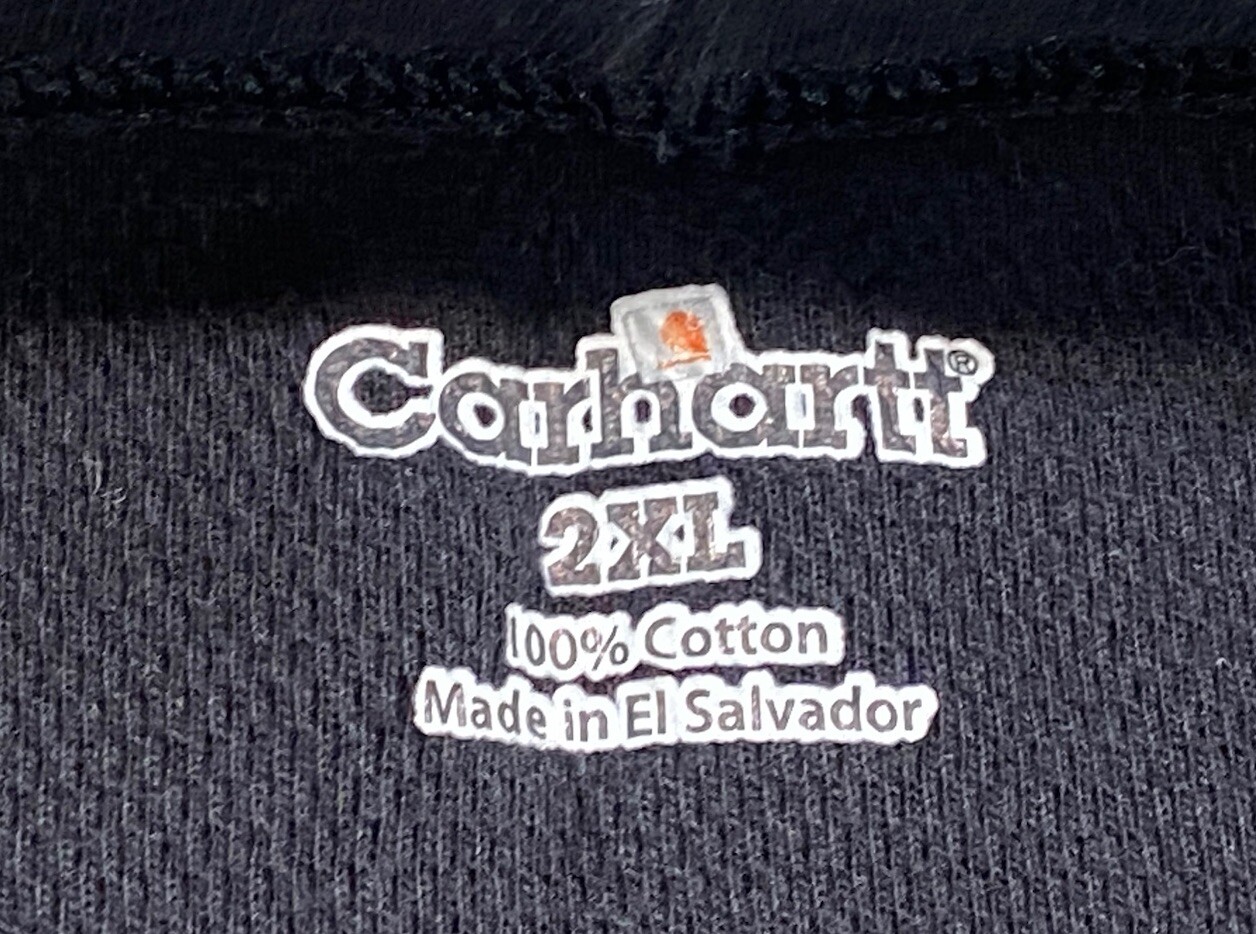 Carhartt®
2XL
100% Cotton
Made in El Salvador